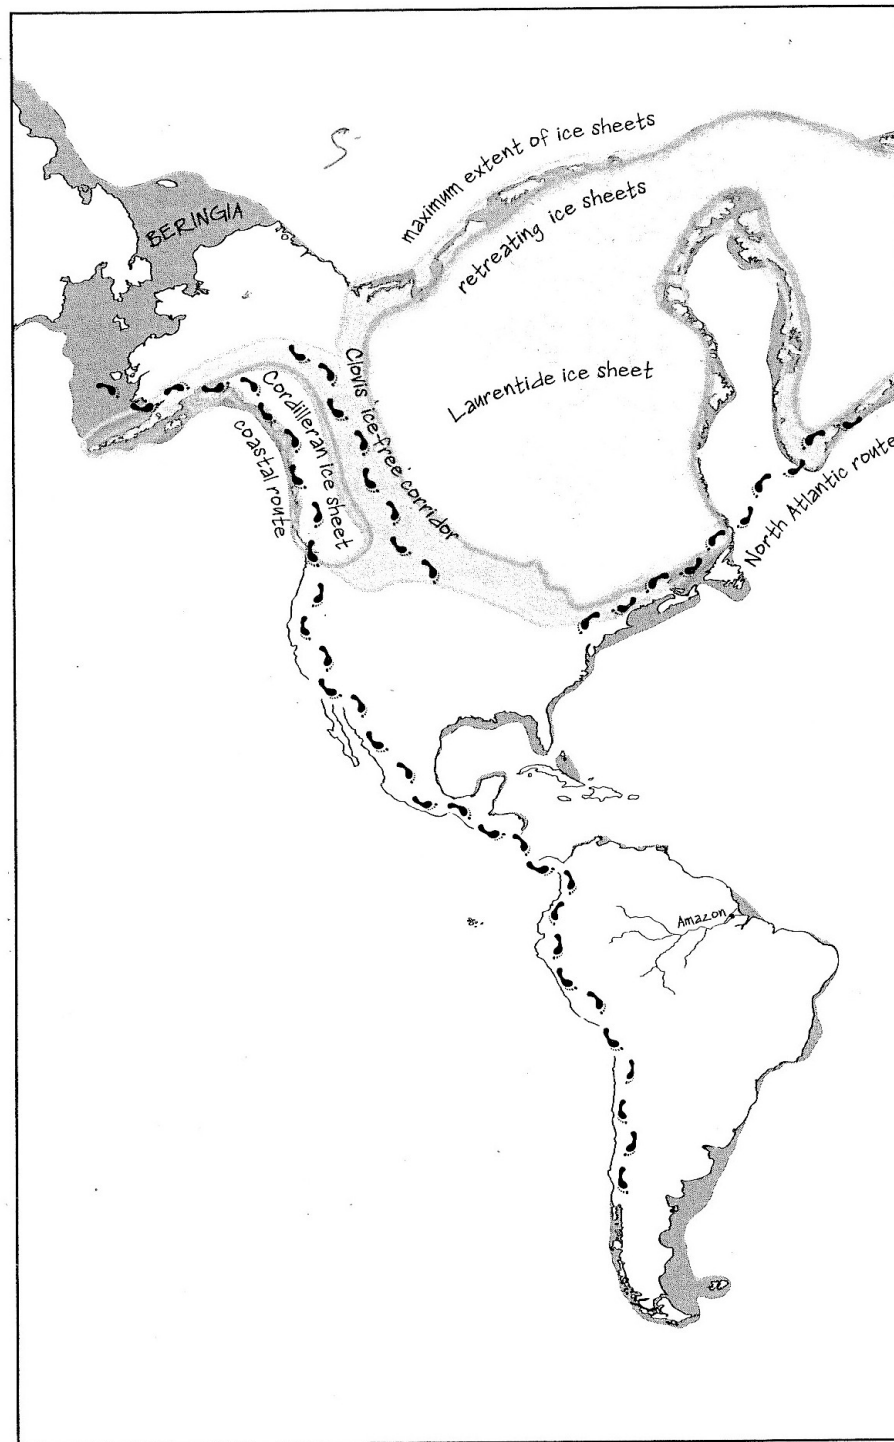 maximum extent of ice sheets
retreating ice sheets
BERINGIA
Clovis 'ice-free' corridor
Cordilleran ice sheet
Laurentide ice sheet
coastal route
North Atlantic route
Amazon